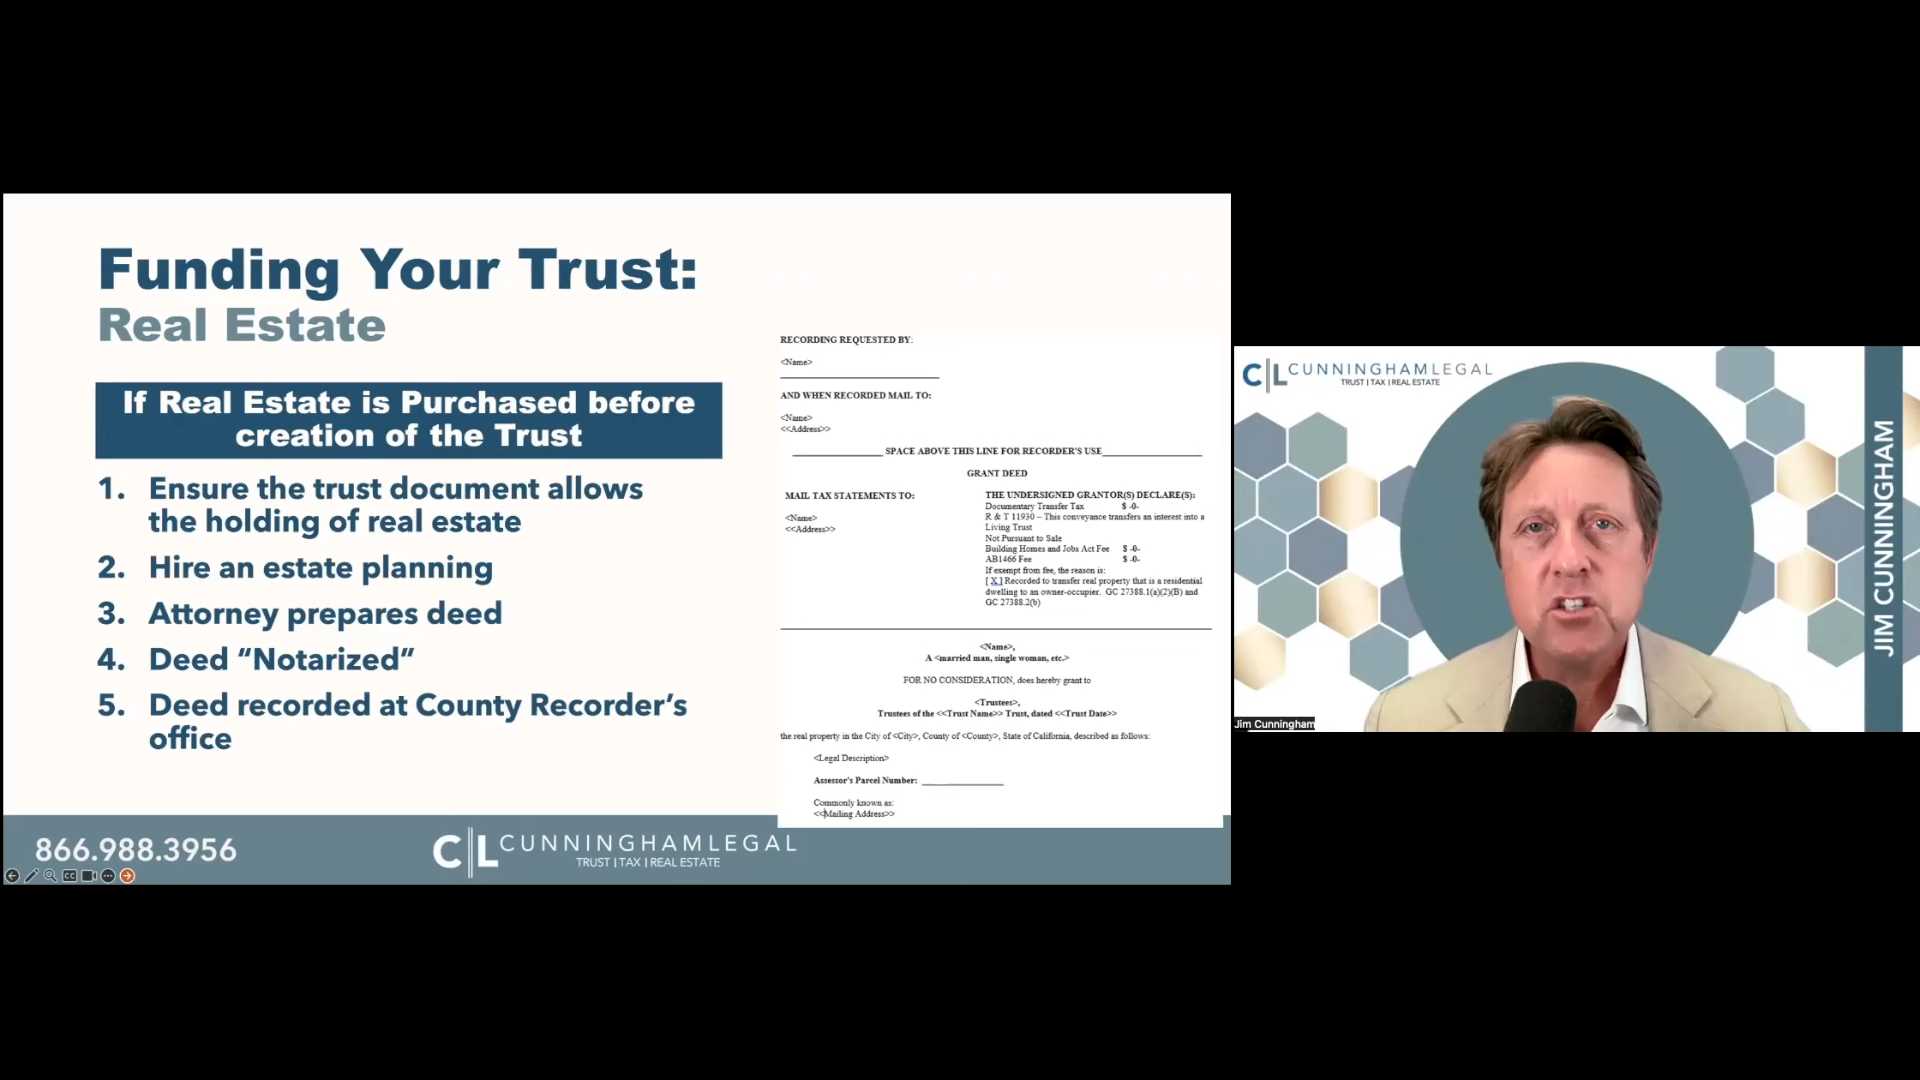 Funding Your Trust:
Real Estate
If Real Estate is Purchased before
creation of the Trust
1. Ensure the trust document allows
the holding of real estate
2. Hire an estate planning
3. Attorney prepares deed
4. Deed “Notarized”
5. Deed recorded at County Recorder’s
office
RECORDING REQUESTED BY:
<Name>
AND WHEN RECORDED MAIL TO:
<Name>
<<Address>>
SPACE ABOVE THIS LINE FOR RECORDER'S USE
GRANT DEED
MAIL TAX STATEMENTS TO:
<Name>
<<Address>>
THE UNDERSIGNED GRANTOR(S) DECLARE(S):
Documentary Transfer Tax $ -0-
R & T 11930 – This conveyance transfers an interest into a
Living Trust
Not Pursuant to Sale
Building Homes and Jobs Act Fee $ -0-
AB1466 Fee $ -0-
If exempt from fee, the reason is:
[ X ] Recorded to transfer real property that is a residential
dwelling to an owner-occupier. GC 27388.1(a)(2)(B) and
GC 27388.2(b)
<Name>,
A <married man, single woman, etc.>
FOR NO CONSIDERATION, does hereby grant to
<Trustees>,
Trustees of the <<Trust Name>> Trust, dated <<Trust Date>>
the real property in the City of <City>, County of <County>, State of California, described as follows:
<Legal Description>
Assessor's Parcel Number:
Commonly known as:
<<Mailing Address>>
866.988.3956
CL CUNNINGHAMLEGAL
TRUST | TAX | REAL ESTATE
CC
CL CUNNINGHAMLEGAL
TRUST | TAX | REAL ESTATE
JIM CUNNINGHAM
Jim Cunningham